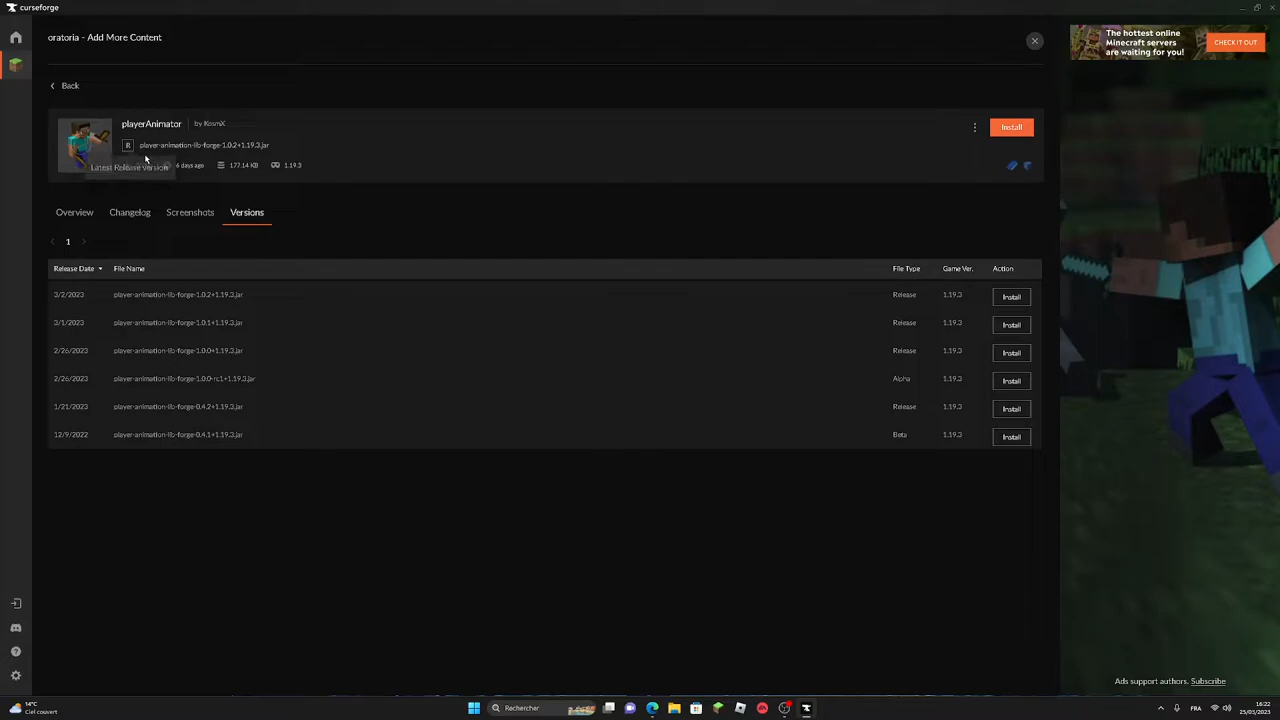 curseforge
oratoria - Add More Content
The hottest online
Minecraft servers
are waiting for you!
CHECK IT OUT
Back
playerAnimator
by KosmX
Install
R
player-animation-lib-forge-1.0.2+1.19.3.jar
Latest Release version
6 days ago
177.14 KB
1.19.3
Overview
Changelog
Screenshots
Versions
1
Release Date
File Name
File Type
Game Ver.
Action
3/2/2023
player-animation-lib-forge-1.0.2+1.19.3.jar
Release
1.19.3
Install
3/1/2023
player-animation-lib-forge-1.0.1+1.19.3.jar
Release
1.19.3
Install
2/26/2023
player-animation-lib-forge-1.0.0+1.19.3.jar
Release
1.19.3
Install
2/26/2023
player-animation-lib-forge-1.0.0-rc1+1.19.3.jar
Alpha
1.19.3
Install
1/21/2023
player-animation-lib-forge-0.4.2+1.19.3.jar
Release
1.19.3
Install
12/9/2022
player-animation-lib-forge-0.4.1+1.19.3.jar
Beta
1.19.3
Install
Ads support authors. Subscribe
14°C
Ciel couvert
Rechercher
FRA
16:22
25/03/2023